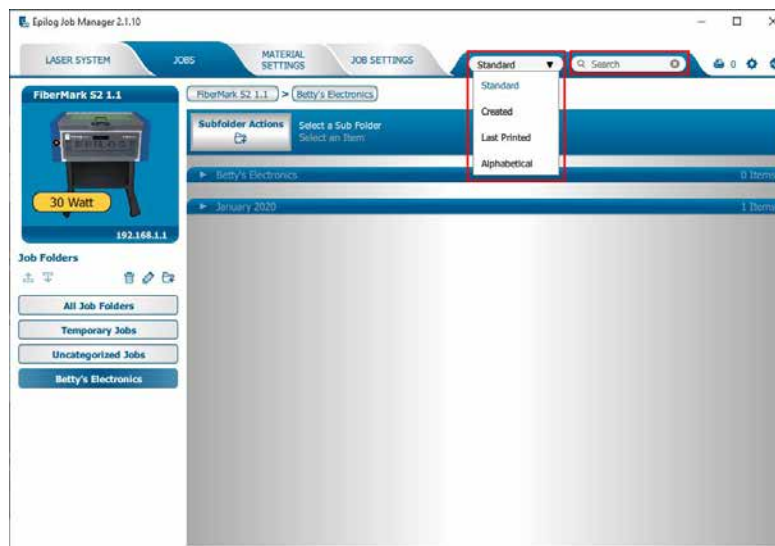 Epilog Job Manager 2.1.10
LASER SYSTEM
JOBS
MATERIAL
SETTINGS
JOB SETTINGS
Standard
Search
0
Standard
Created
Last Printed
Alphabetical
FiberMark S2 1.1
FiberMark S2 1.1 > Betty's Electronics
Subfolder Actions
Select a Sub Folder
Select an Item
Betty's Electronics
0 Items
January 2020
1 Items
EPILOG
30 Watt
192.168.1.1
Job Folders
All Job Folders
Temporary Jobs
Uncategorized Jobs
Betty's Electronics